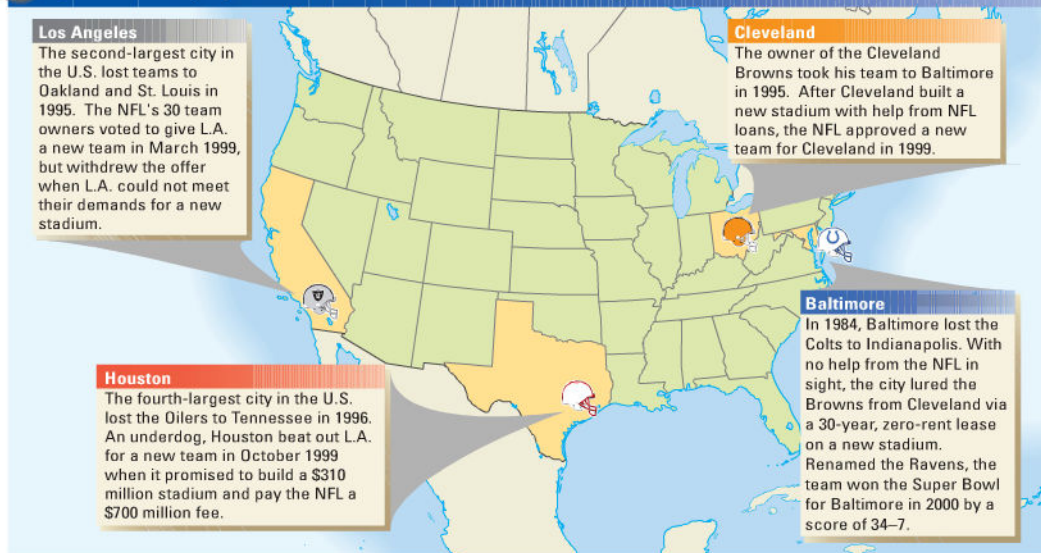 Los Angeles
The second-largest city in
the U.S. lost teams to
Oakland and St. Louis in
1995. The NFL's 30 team
owners voted to give L.A.
a new team in March 1999,
but withdrew the offer
when L.A. could not meet
their demands for a new
stadium.
Cleveland
The owner of the Cleveland
Browns took his team to Baltimore
in 1995. After Cleveland built a
new stadium with help from NFL
loans, the NFL approved a new
team for Cleveland in 1999.
Houston
The fourth-largest city in the U.S.
lost the Oilers to Tennessee in 1996.
An underdog, Houston beat out L.A.
for a new team in October 1999
when it promised to build a $310
million stadium and pay the NFL a
$700 million fee.
Baltimore
In 1984, Baltimore lost the
Colts to Indianapolis. With
no help from the NFL in
sight, the city lured the
Browns from Cleveland via
a 30-year, zero-rent lease
on a new stadium.
Renamed the Ravens, the
team won the Super Bowl
for Baltimore in 2000 by a
score of 34–7.